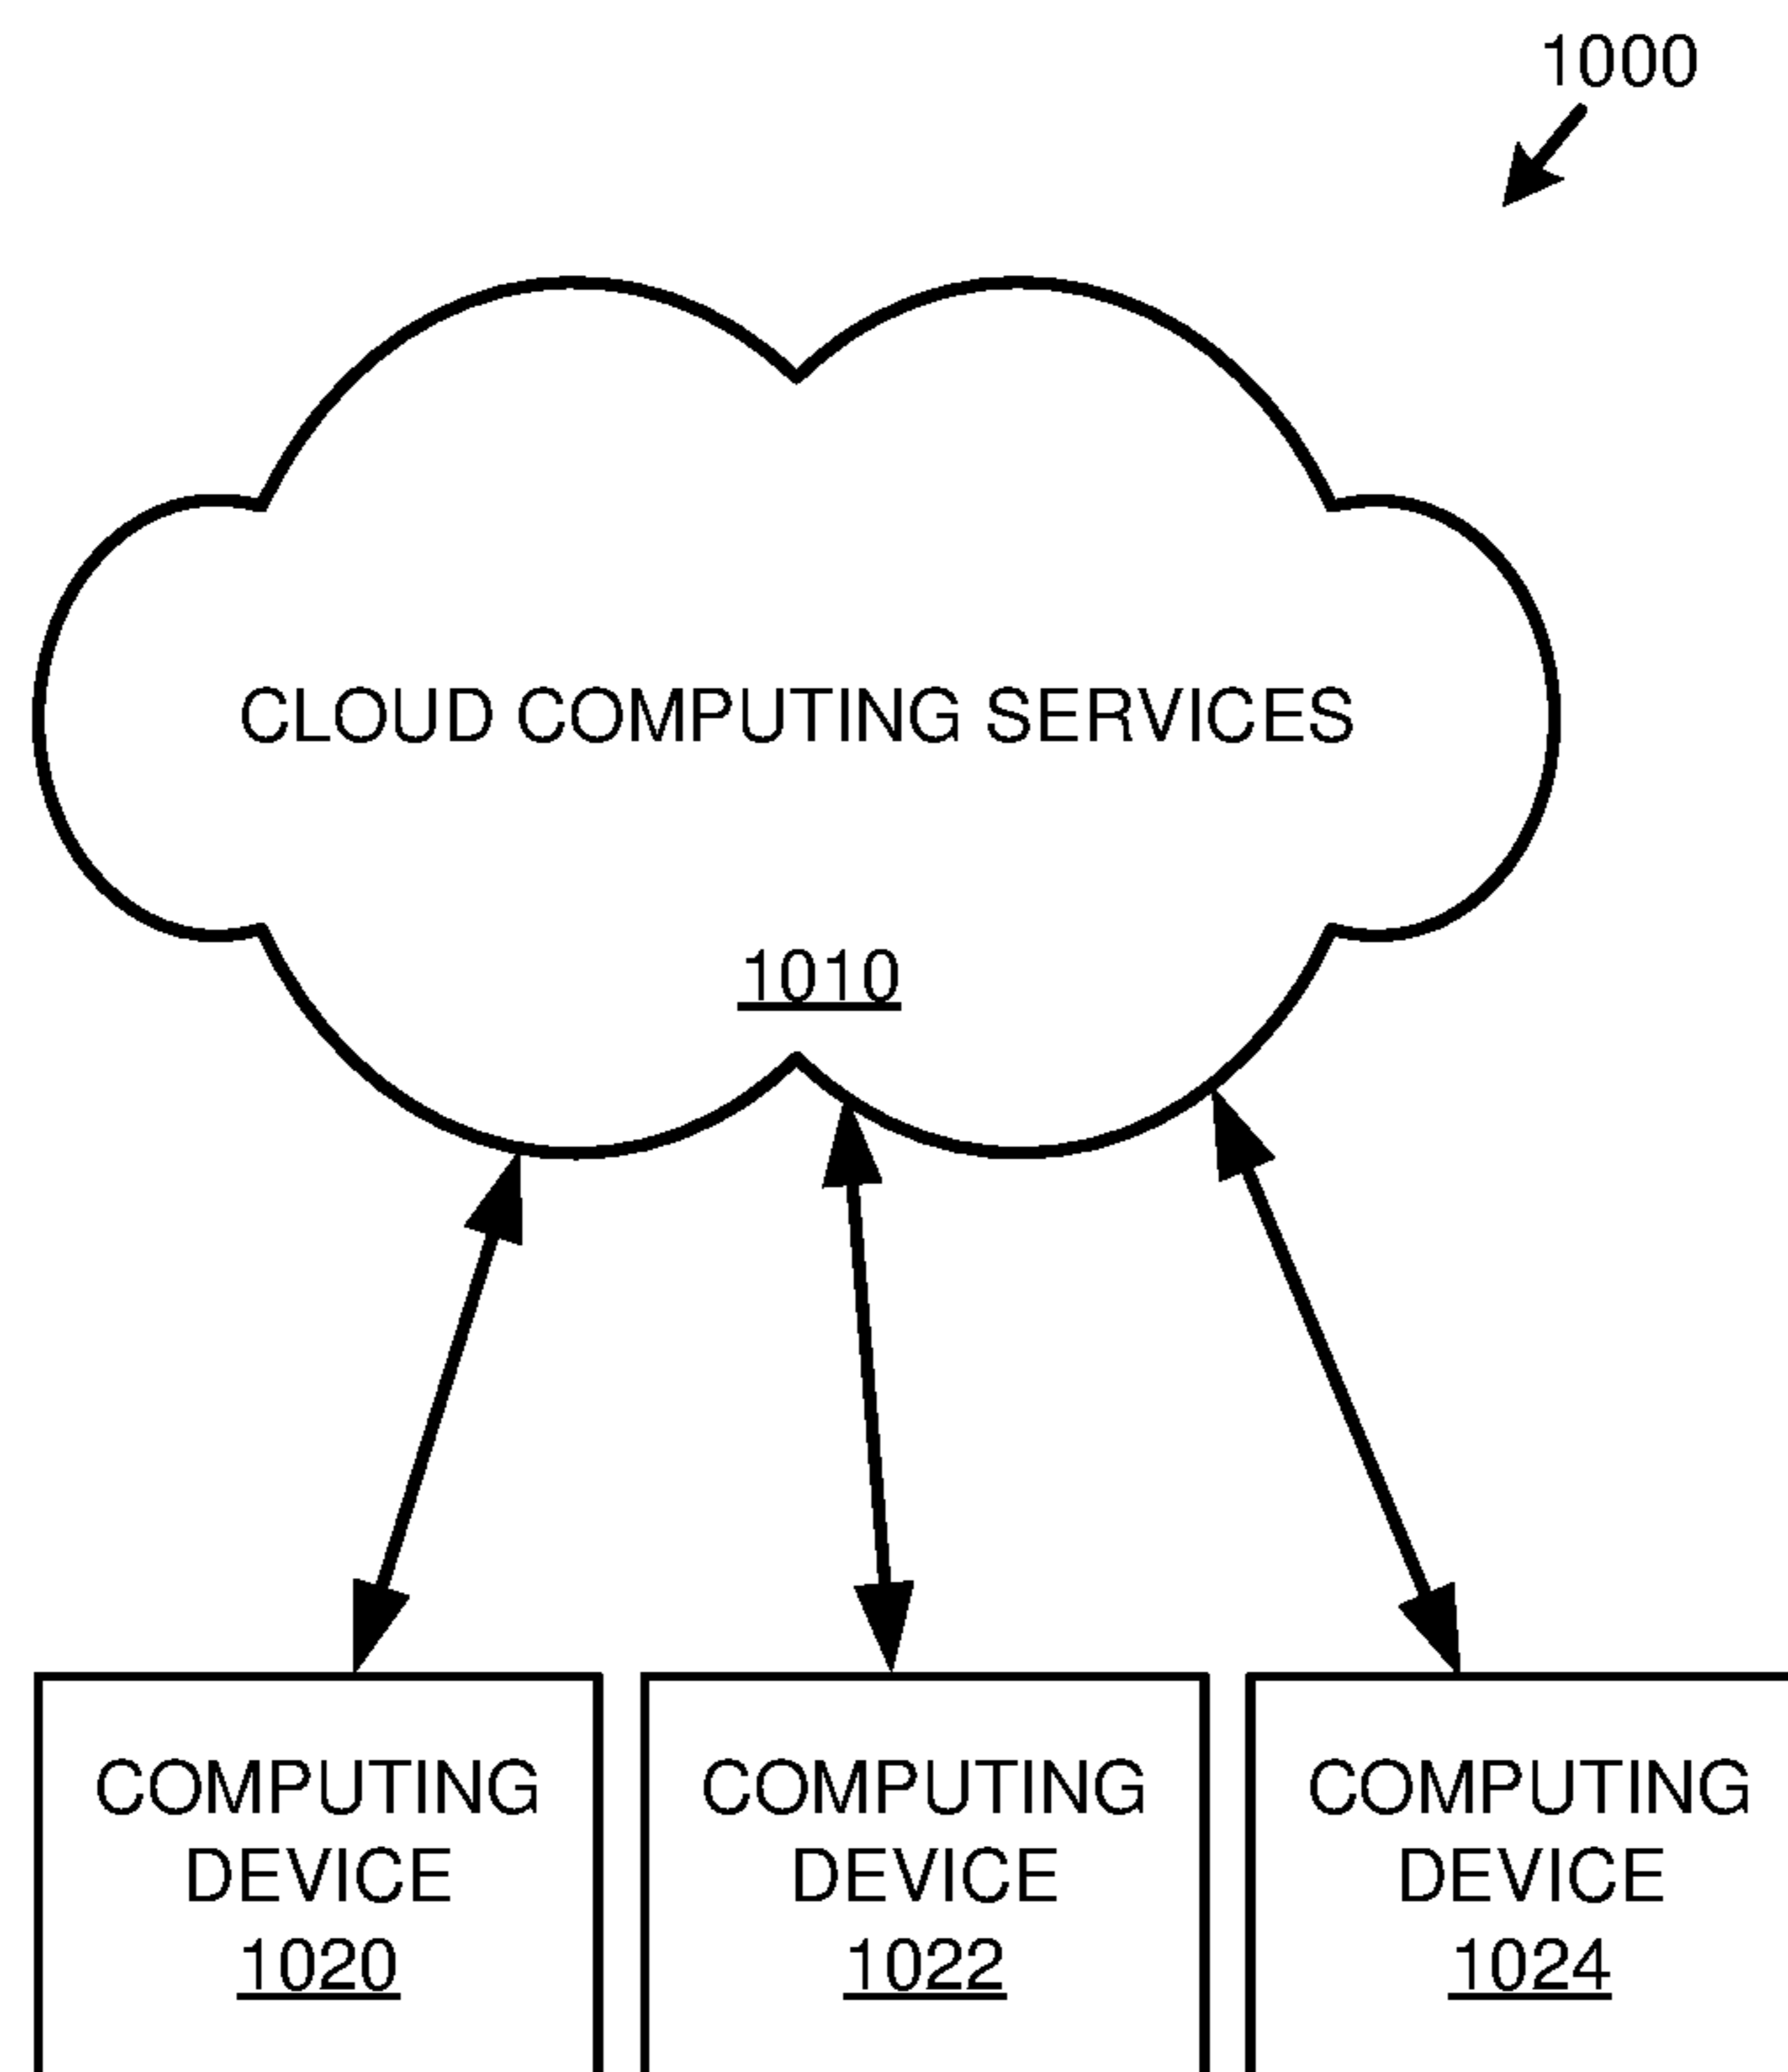 1000
CLOUD COMPUTING SERVICES
1010
COMPUTING
DEVICE
1020
COMPUTING
DEVICE
1022
COMPUTING
DEVICE
1024